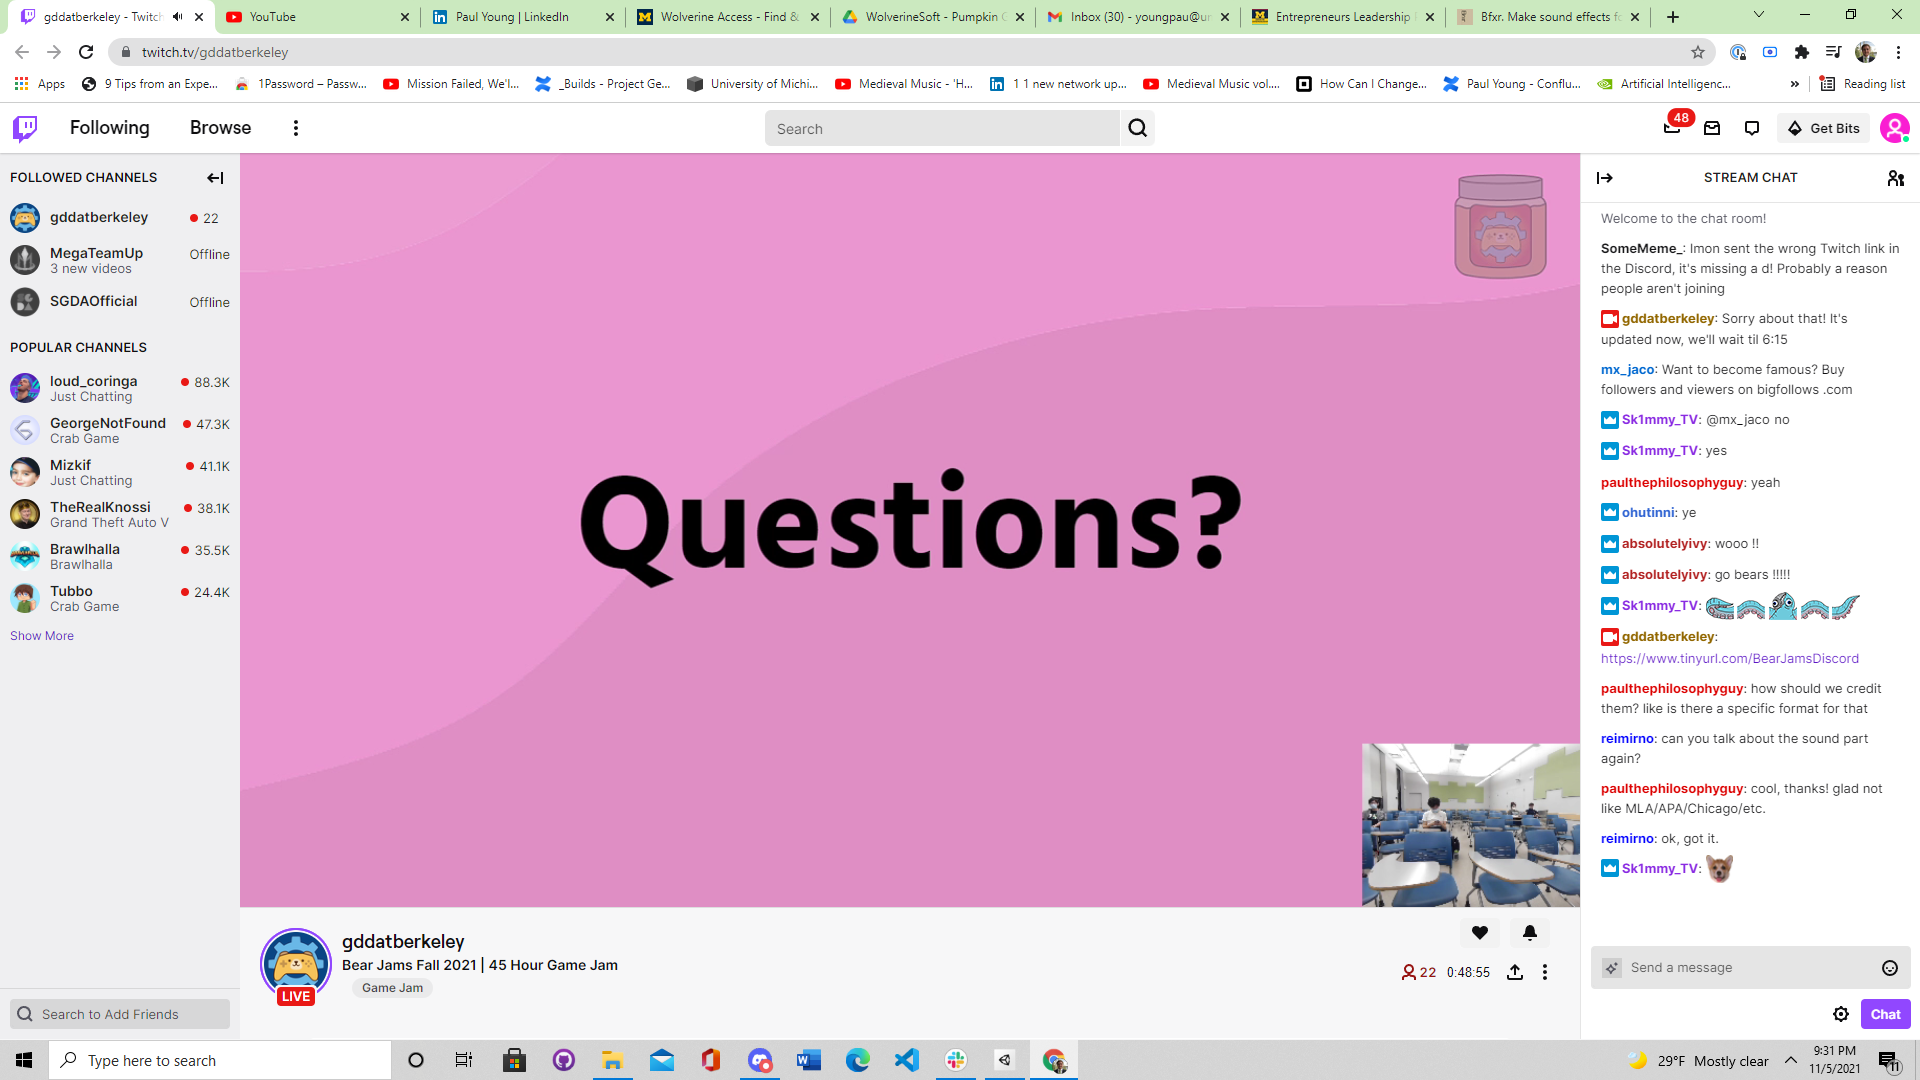 gddatberkeley - Twitch
YouTube
Paul Young | LinkedIn
Wolverine Access - Find &
WolverineSoft - Pumpkin
Inbox (30) - youngpau@u
Entrepreneurs Leadership
Bfxr. Make sound effects fo
twitch.tv/gddatberkeley
Apps
9 Tips from an Expe...
1Password – Passw...
Mission Failed, We'l...
_Builds - Project Ge...
University of Michi...
Medieval Music - 'H...
1 1 new network up...
Medieval Music vol....
How Can I Change...
Paul Young - Conflu...
Artificial Intelligenc...
»
Reading list
Following
Browse
Search
48
Get Bits
FOLLOWED CHANNELS
gddatberkeley
22
MegaTeamUp
Offline
3 new videos
SGDAOfficial
Offline
POPULAR CHANNELS
loud_coringa
88.3K
Just Chatting
GeorgeNotFound
47.3K
Crab Game
Mizkif
41.1K
Just Chatting
TheRealKnossi
38.1K
Grand Theft Auto V
Brawlhalla
35.5K
Brawlhalla
Tubbo
24.4K
Crab Game
Show More
Search to Add Friends
Questions?
LIVE
gddatberkeley
Bear Jams Fall 2021 | 45 Hour Game Jam
Game Jam
22
0:48:55
STREAM CHAT
Welcome to the chat room!
SomeMeme_: Imon sent the wrong Twitch link in
the Discord, it's missing a d! Probably a reason
people aren't joining
gddatberkeley: Sorry about that! It's
updated now, we'll wait til 6:15
mx_jaco: Want to become famous? Buy
followers and viewers on bigfollows .com
Sk1mmy_TV: @mx_jaco no
Sk1mmy_TV: yes
paulthephilosophyguy: yeah
ohutinni: ye
absolutelyivy: wooo !!
absolutelyivy: go bears !!!!!
Sk1mmy_TV:
gddatberkeley:
https://www.tinyurl.com/BearJamsDiscord
paulthephilosophyguy: how should we credit
them? like is there a specific format for that
reimirno: can you talk about the sound part
again?
paulthephilosophyguy: cool, thanks! glad not
like MLA/APA/Chicago/etc.
reimirno: ok, got it.
Sk1mmy_TV:
Send a message
Chat
Type here to search
29°F Mostly clear
9:31 PM
11/5/2021
11